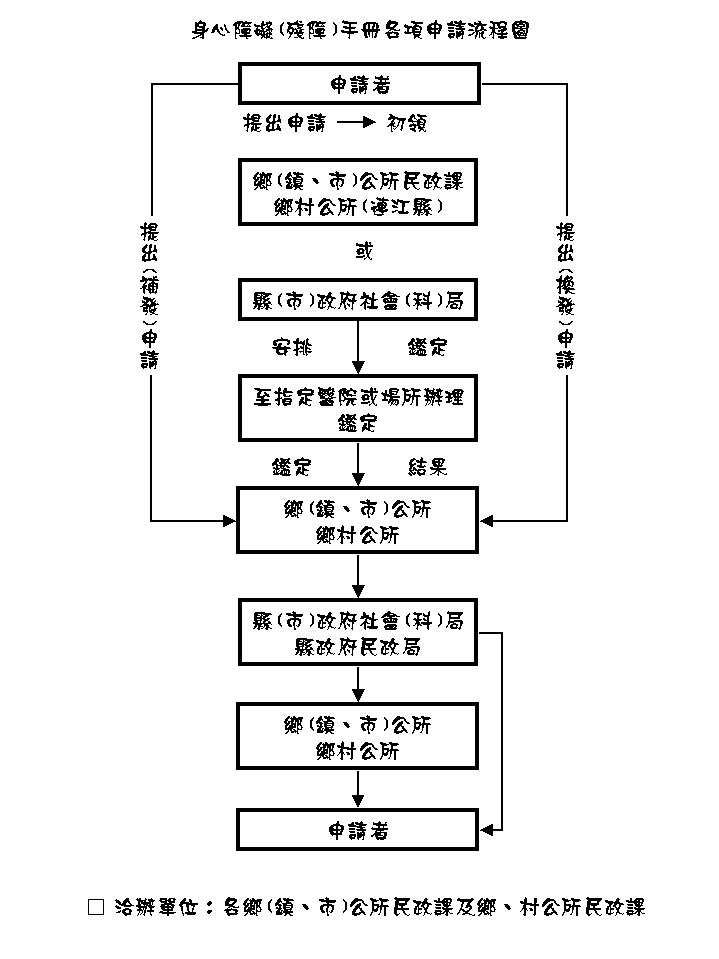 身心障礙(殘障)手冊各項申請流程圖
申請者
提出申請 → 初領
鄉(鎮、市)公所民政課
鄉村公所(連江縣)
或
提出(補發)申請
提出(換發)申請
縣(市)政府社會(科)局
安排 鑑定
至指定醫院或場所辦理
鑑定
鑑定 結果
鄉(鎮、市)公所
鄉村公所
縣(市)政府社會(科)局
縣政府民政局
鄉(鎮、市)公所
鄉村公所
申請者
□ 洽辦單位：各鄉(鎮、市)公所民政課及鄉、村公所民政課